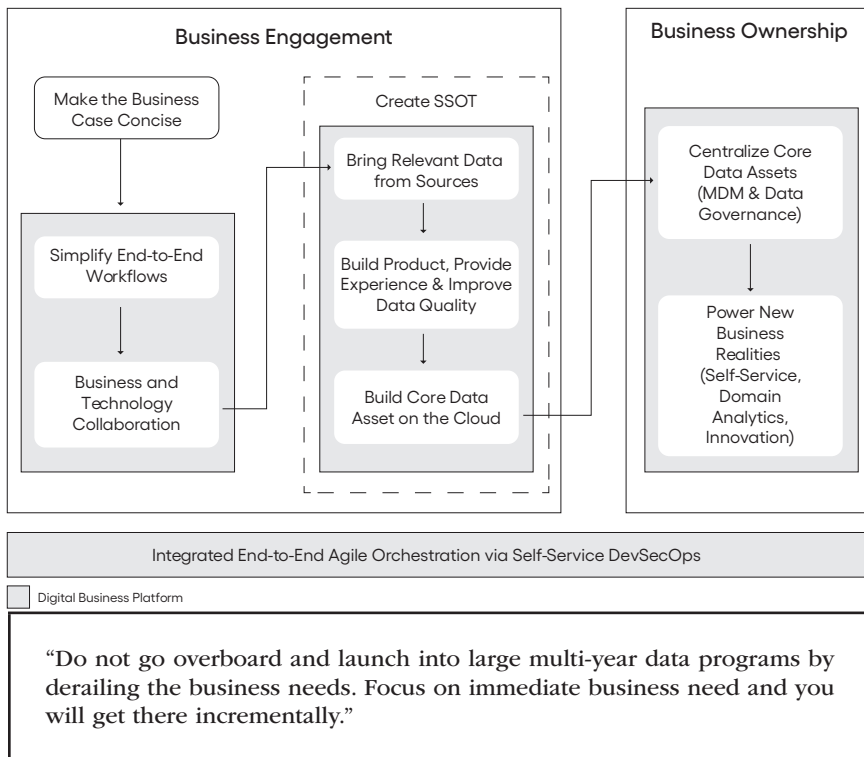 Business Engagement
Make the Business
Case Concise
Simplify End-to-End
Workflows
Business and
Technology
Collaboration
Create SSOT
Bring Relevant Data
from Sources
Build Product, Provide
Experience & Improve
Data Quality
Build Core Data
Asset on the Cloud
Business Ownership
Centralize Core
Data Assets
(MDM & Data
Governance)
Power New
Business
Realities
(Self-Service,
Domain
Analytics,
Innovation)
Integrated End-to-End Agile Orchestration via Self-Service DevSecOps
Digital Business Platform
“Do not go overboard and launch into large multi-year data programs by
derailing the business needs. Focus on immediate business need and you
will get there incrementally.”